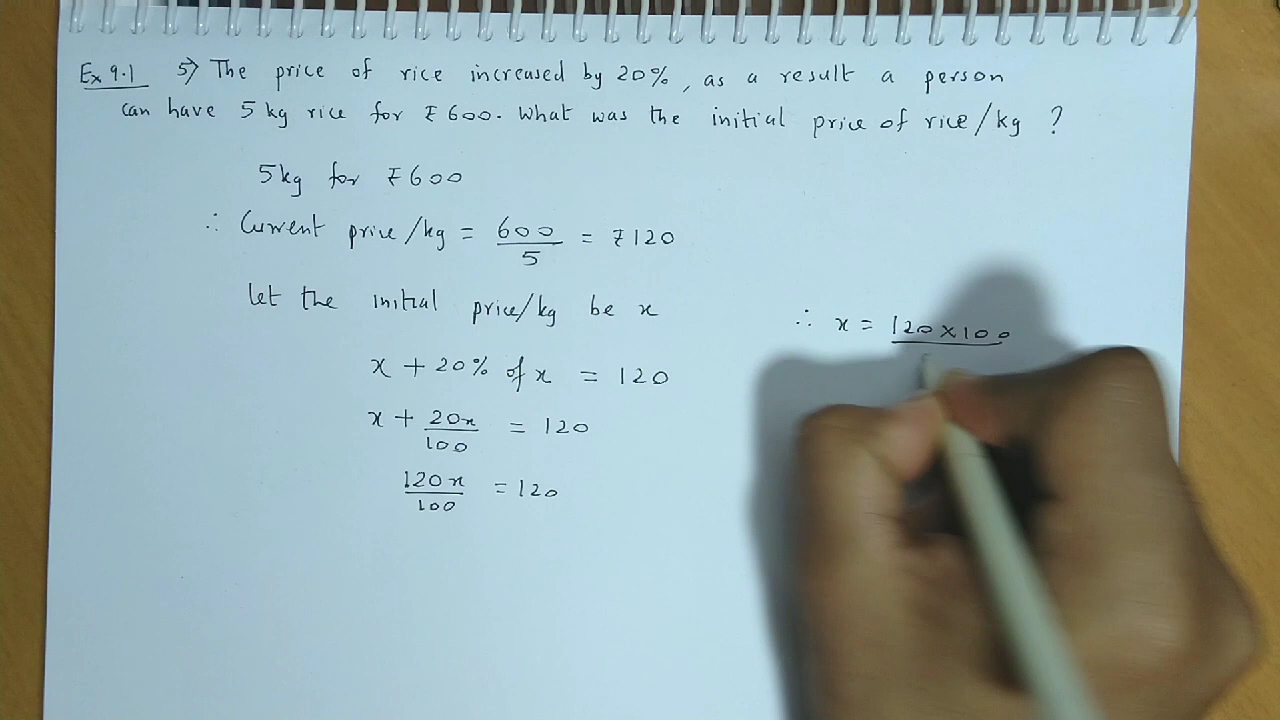 Ex 9.1 5) The price of rice increased by 20%, as a result a person
can have 5 kg rice for ₹600. What was the initial price of rice/kg ?
5kg for ₹600
∴ Current price/kg = 600/5 = ₹120
let the initial price/kg be x
x + 20% of x = 120
x + 20x/100 = 120
120x/100 = 120
∴ x = 120×100